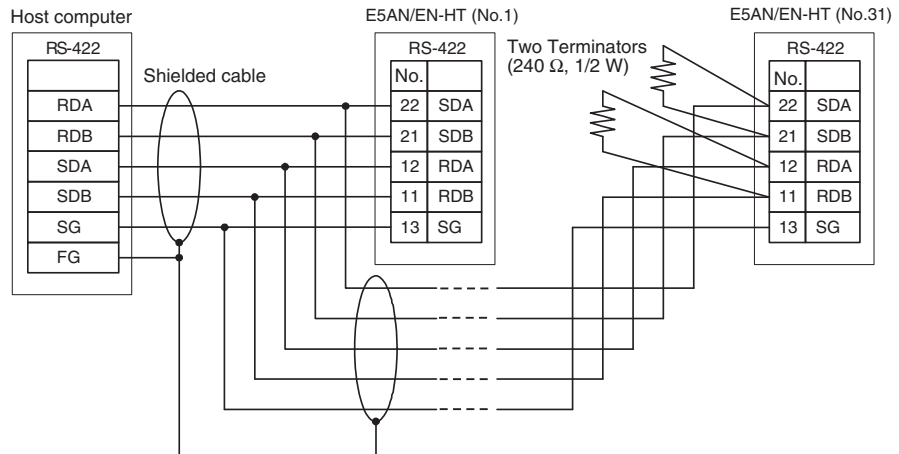 Host computer
RS-422
RDA
RDB
SDA
SDB
SG
FG
Shielded cable
E5AN/EN-HT (No.1)
RS-422
No.
22 SDA
21 SDB
12 RDA
11 RDB
13 SG
Two Terminators
(240 Ω, 1/2 W)
E5AN/EN-HT (No.31)
RS-422
No.
22 SDA
21 SDB
12 RDA
11 RDB
13 SG